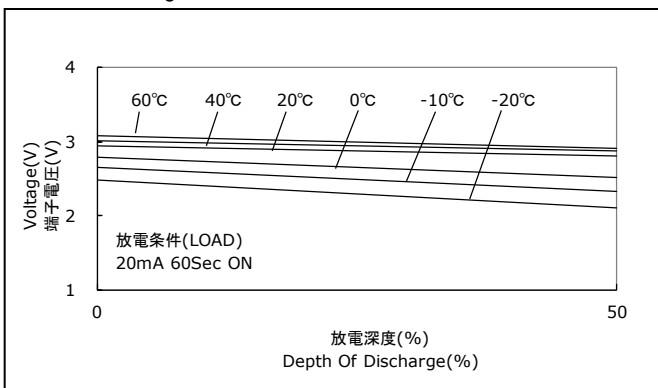 4
60℃ 40℃ 20℃ 0℃ -10℃ -20℃
3
Voltage(V)
端子電圧(V)
2
放電条件(LOAD)
20mA 60Sec ON
1
0 50
放電深度(%)
Depth Of Discharge(%)